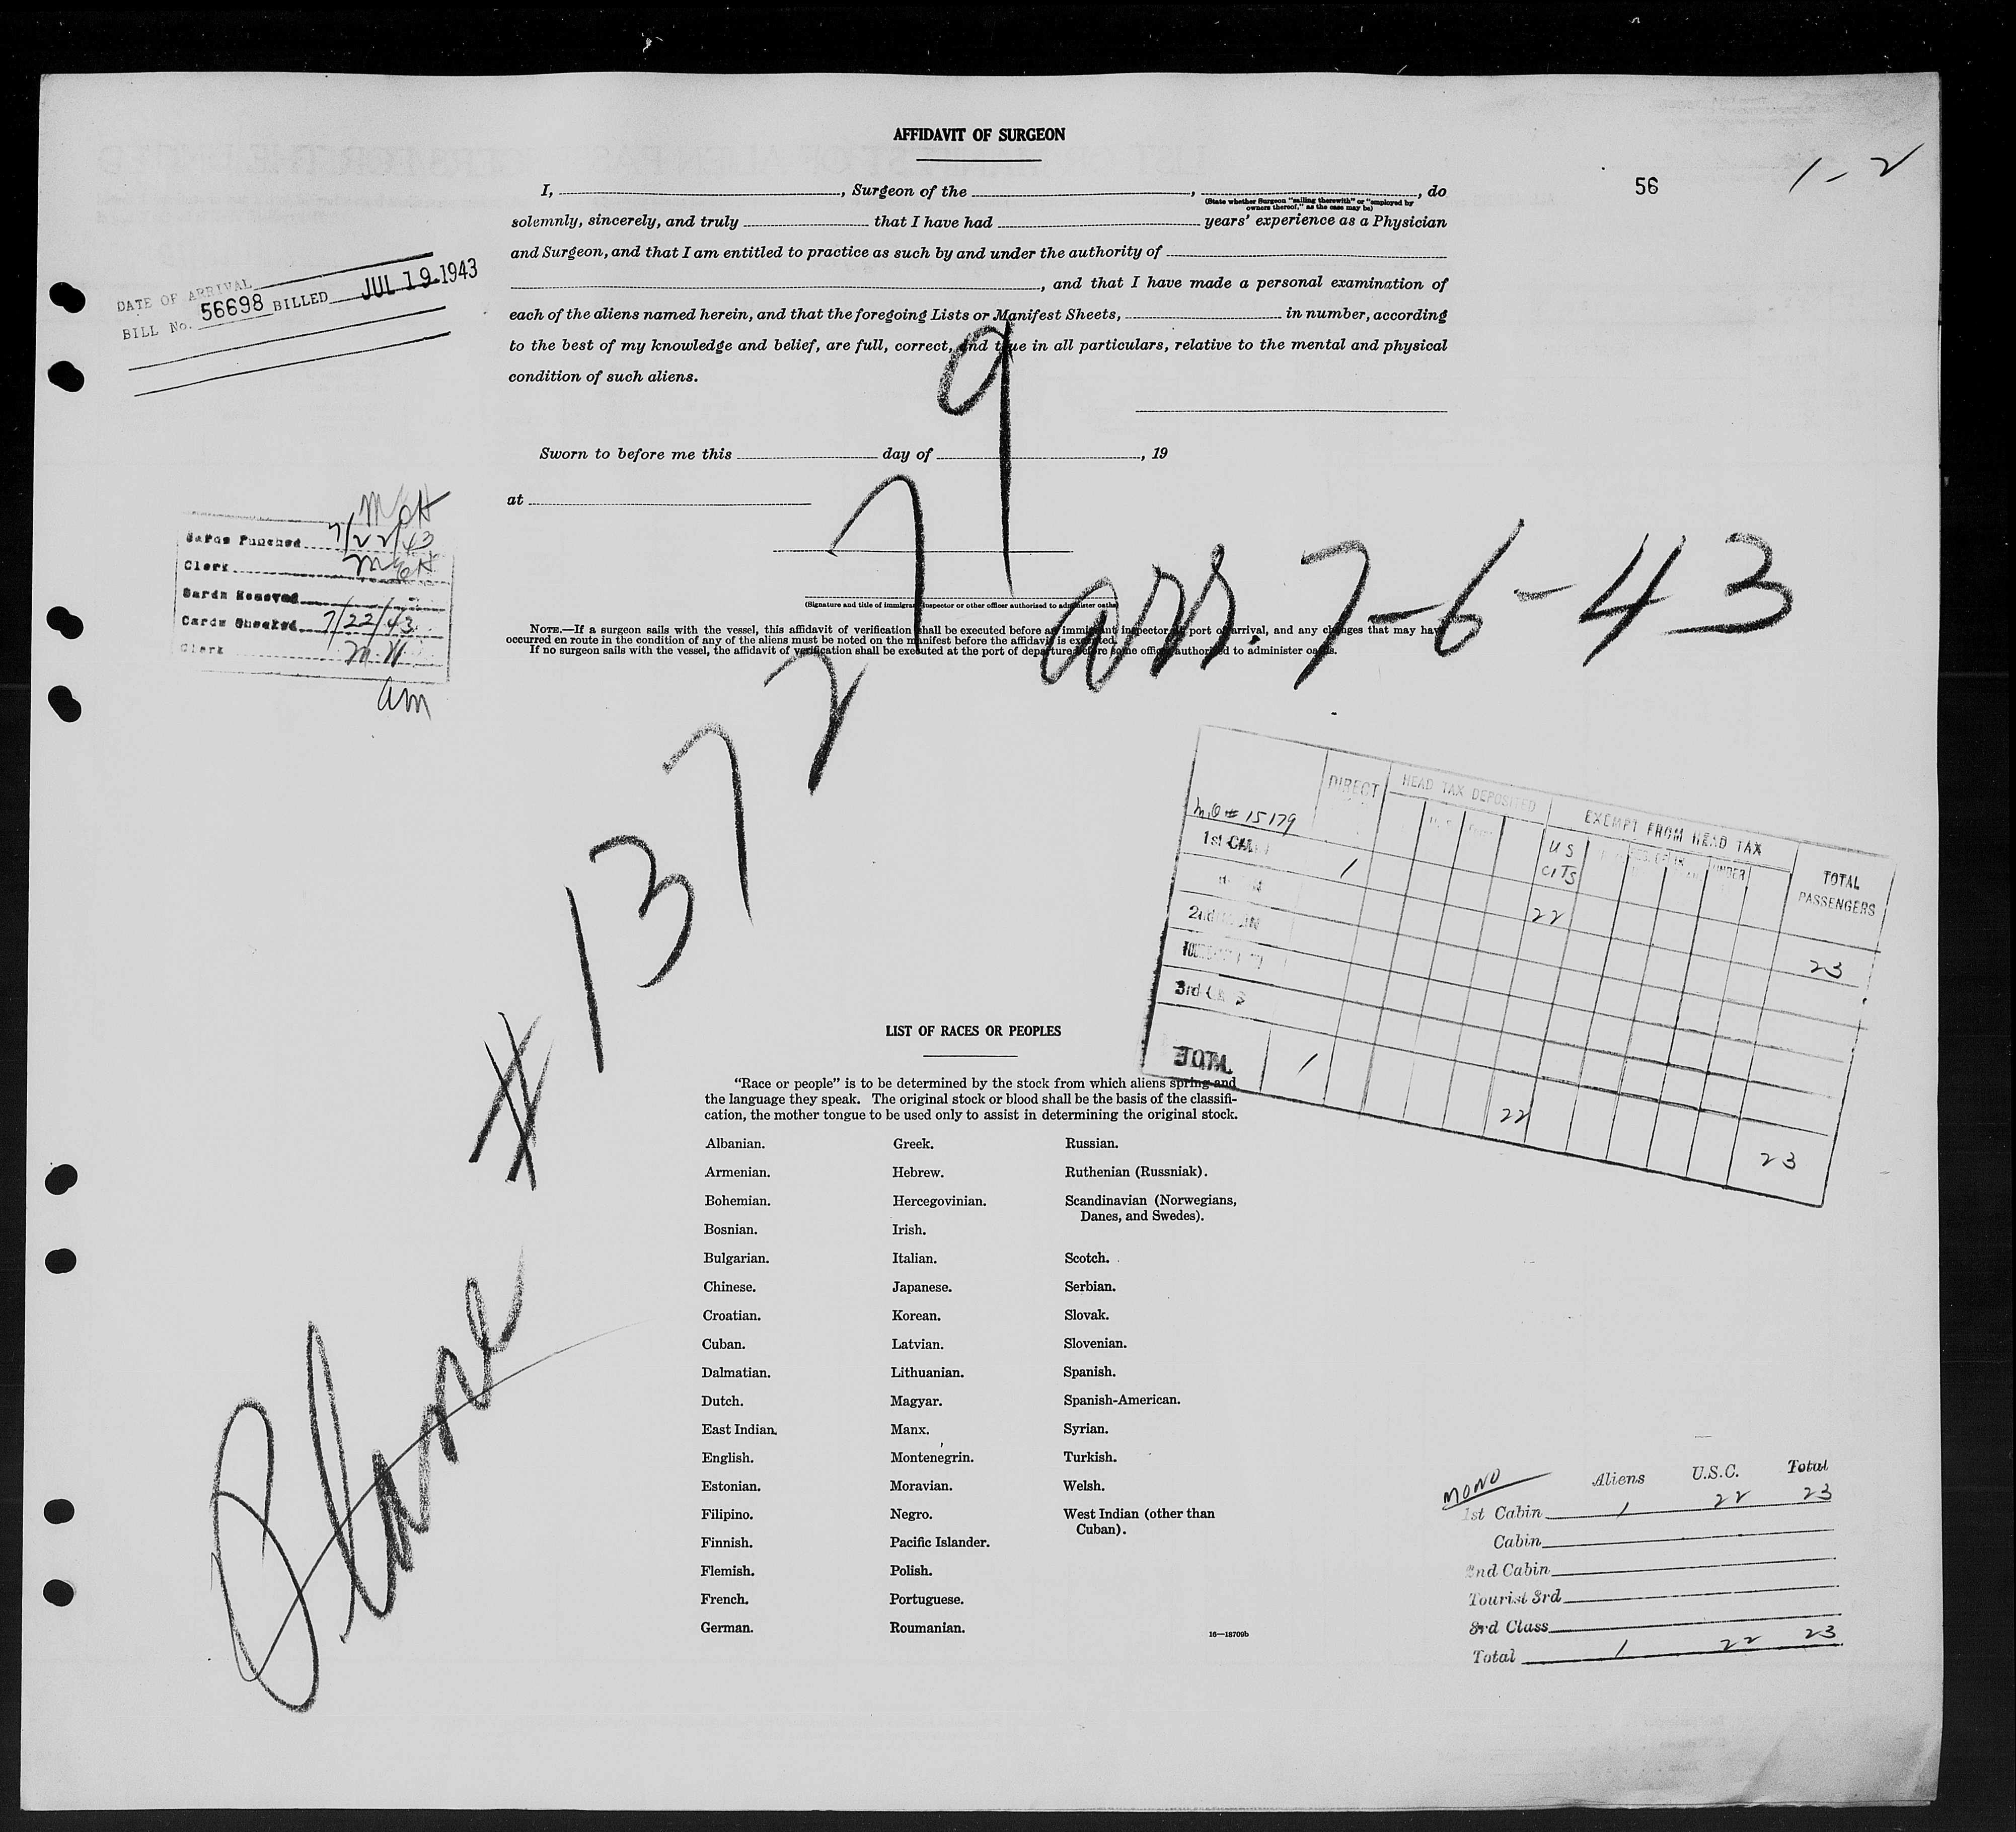 AFFIDAVIT OF SURGEON
56
1-2
I, , Surgeon of the , , do
(State whether Surgeon "sailing therewith" or "employed by
owners thereof," as the case may be)
solemnly, sincerely, and truly that I have had years' experience as a Physician
and Surgeon, and that I am entitled to practice as such by and under the authority of
, and that I have made a personal examination of
each of the aliens named herein, and that the foregoing Lists or Manifest Sheets, in number, according
to the best of my knowledge and belief, are full, correct, and true in all particulars, relative to the mental and physical
condition of such aliens.
Sworn to before me this day of , 19
at
(Signature and title of immigrant inspector or other officer authorized to administer oaths)
NOTE.—If a surgeon sails with the vessel, this affidavit of verification shall be executed before an immigrant inspector at port of arrival, and any changes that may have
occurred en route in the condition of any of the aliens must be noted on the manifest before the affidavit is executed.
If no surgeon sails with the vessel, the affidavit of verification shall be executed at the port of departure before some officer authorized to administer oaths.
DATE OF ARRIVAL
BILL No. 56698 BILLED JUL 19 1943
Cards Punched 7/22/43
Clerk
Cards Removed
Cards Checked 7/22/43
Clerk
am
arr. 7-6-43
# 137279
M.O # 15179
DIRECT
HEAD TAX DEPOSITED
EXEMPT FROM HEAD TAX
US
CITS
UNDER
TOTAL
PASSENGERS
1st 1 22 23
2nd
3rd
TOTAL 1 22 23
LIST OF RACES OR PEOPLES
"Race or people" is to be determined by the stock from which aliens spring and
the language they speak. The original stock or blood shall be the basis of the classifi-
cation, the mother tongue to be used only to assist in determining the original stock.
Albanian.
Armenian.
Bohemian.
Bosnian.
Bulgarian.
Chinese.
Croatian.
Cuban.
Dalmatian.
Dutch.
East Indian.
English.
Estonian.
Filipino.
Finnish.
Flemish.
French.
German.
Greek.
Hebrew.
Hercegovinian.
Irish.
Italian.
Japanese.
Korean.
Latvian.
Lithuanian.
Magyar.
Manx.
Montenegrin.
Moravian.
Negro.
Pacific Islander.
Polish.
Portuguese.
Roumanian.
Russian.
Ruthenian (Russniak).
Scandinavian (Norwegians,
Danes, and Swedes).
Scotch.
Serbian.
Slovak.
Slovenian.
Spanish.
Spanish-American.
Syrian.
Turkish.
Welsh.
West Indian (other than
Cuban).
16—18709b
MONO
Aliens U.S.C. Total
1st Cabin 1 22 23
Cabin
2nd Cabin
Tourist 3rd
3rd Class
Total 1 22 23